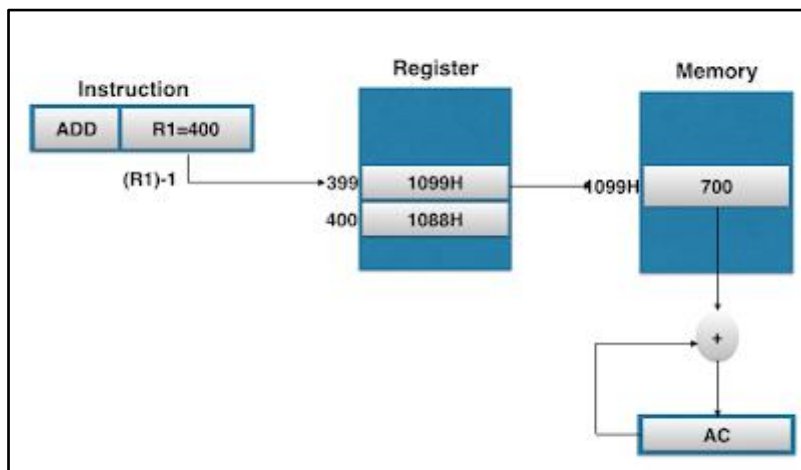 Instruction
ADD R1=400
(R1)-1
Register
399 1099H
400 1088H
Memory
1099H 700
+
AC